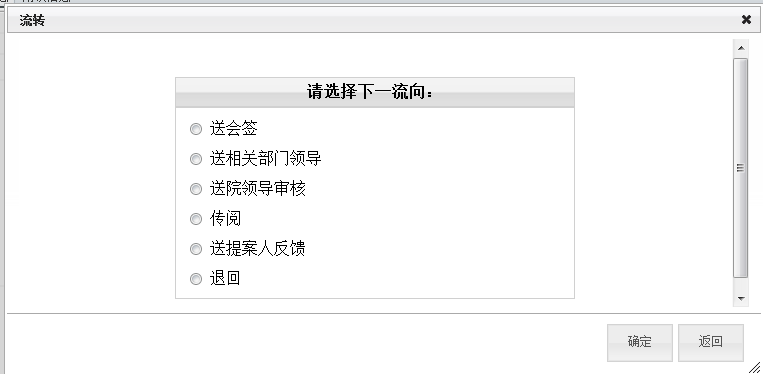 流转
请选择下一流向：
送会签
送相关部门领导
送院领导审核
传阅
送提案人反馈
退回
确定 返回